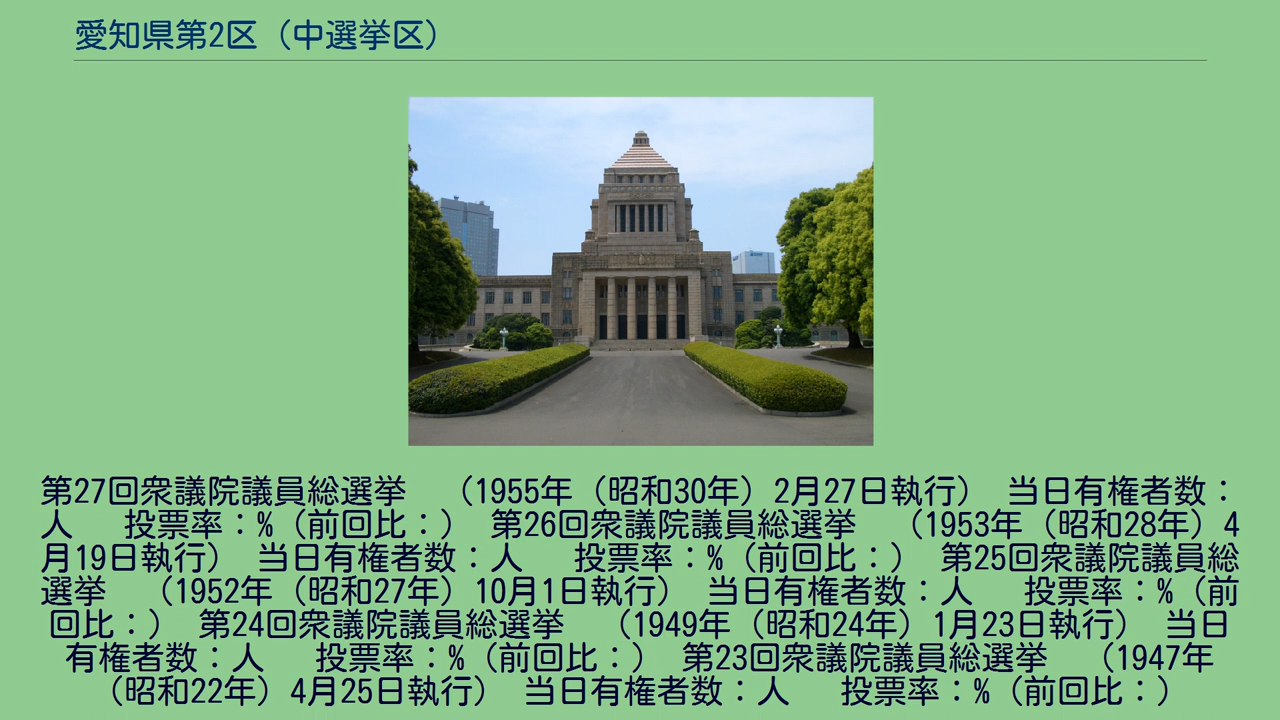 愛知県第2区（中選挙区）
第27回衆議院議員総選挙　（1955年（昭和30年）2月27日執行） 当日有権者数：
人　 投票率：%（前回比：） 第26回衆議院議員総選挙　（1953年（昭和28年）4
月19日執行） 当日有権者数：人　 投票率：%（前回比：） 第25回衆議院議員総
選挙　（1952年（昭和27年）10月1日執行） 当日有権者数：人　 投票率：%（前
回比：） 第24回衆議院議員総選挙　（1949年（昭和24年）1月23日執行） 当日
有権者数：人　 投票率：%（前回比：） 第23回衆議院議員総選挙　（1947年
（昭和22年）4月25日執行） 当日有権者数：人　 投票率：%（前回比：）